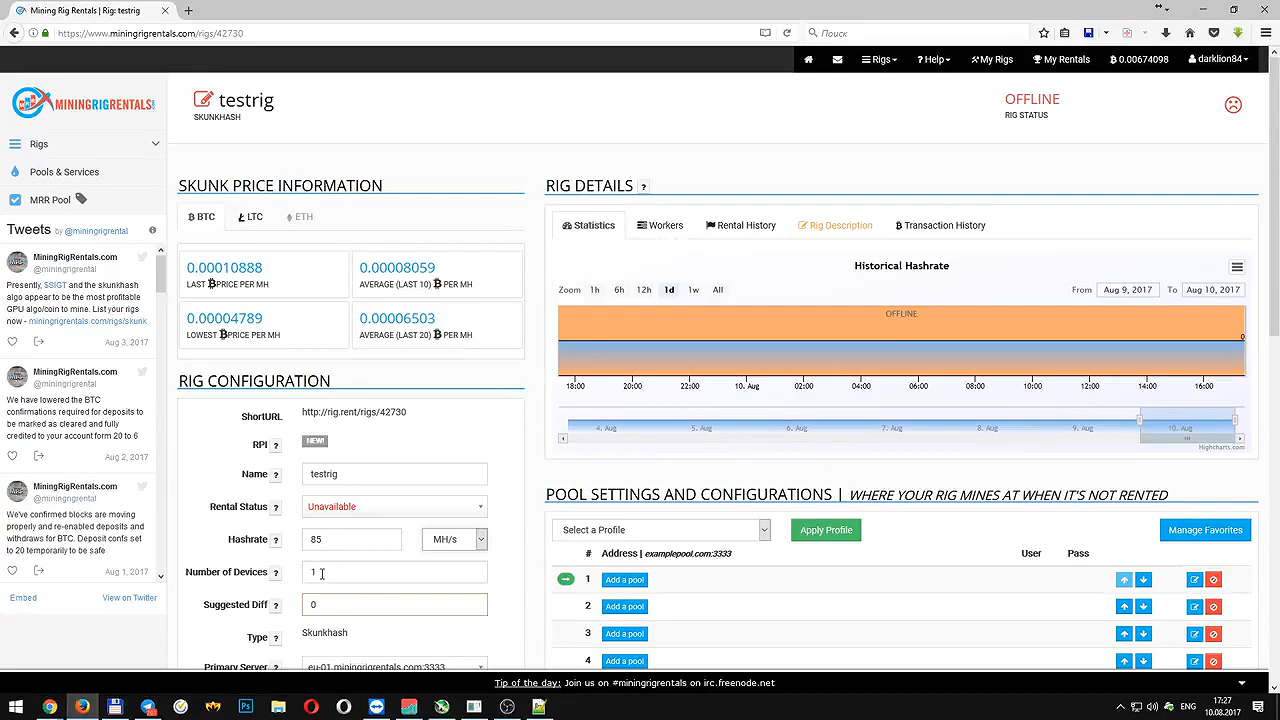 Mining Rig Rentals | Rig: testrig
https://www.miningrigrentals.com/rigs/42730
Поиск
Rigs
Help
My Rigs
My Rentals
0.00674098
darklion84
MININGRIGRENTALS
testrig
SKUNKHASH
OFFLINE
RIG STATUS
Rigs
Pools & Services
MRR Pool
Tweets by @miningrigrental
MiningRigRentals.com
@miningrigrental
Presently, $SIGT and the skunkhash
algo appear to be the most profitable
GPU algo/coin to mine. List your rigs
now - miningrigrentals.com/rigs/skunk
Aug 3, 2017
MiningRigRentals.com
@miningrigrental
We have lowered the BTC
confirmations required for deposits to
be marked as cleared and fully
credited to your account form 20 to 6
Aug 2, 2017
MiningRigRentals.com
@miningrigrental
We've confirmed blocks are moving
properly and re-enabled deposits and
withdraws for BTC. Deposit confs set
to 20 temporarily to be safe
Aug 1, 2017
Embed
View on Twitter
SKUNK PRICE INFORMATION
BTC
LTC
ETH
0.00010888
LAST PRICE PER MH
0.00008059
AVERAGE (LAST 10) PER MH
0.00004789
LOWEST PRICE PER MH
0.00006503
AVERAGE (LAST 20) PER MH
RIG CONFIGURATION
ShortURL
http://rig.rent/rigs/42730
RPI ?
NEW!
Name ?
testrig
Rental Status ?
Unavailable
Hashrate ?
85
MH/s
Number of Devices ?
1
Suggested Diff ?
0
Type ?
Skunkhash
Primary Server
eu-01.miningrigrentals.com:3333
RIG DETAILS ?
Statistics
Workers
Rental History
Rig Description
Transaction History
Historical Hashrate
Zoom 1h 6h 12h 1d 1w All
From Aug 9, 2017 To Aug 10, 2017
OFFLINE
0
18:00 20:00 22:00 10. Aug 02:00 04:00 06:00 08:00 10:00 12:00 14:00 16:00
4. Aug 5. Aug 6. Aug 7. Aug 8. Aug 9. Aug 10. Aug
Highcharts.com
POOL SETTINGS AND CONFIGURATIONS | WHERE YOUR RIG MINES AT WHEN IT'S NOT RENTED
Select a Profile
Apply Profile
Manage Favorites
# Address | examplepool.com:3333 User Pass
1 Add a pool
2 Add a pool
3 Add a pool
4 Add a pool
Tip of the day: Join us on #miningrigrentals on irc.freenode.net
ENG
17:27
10.08.2017